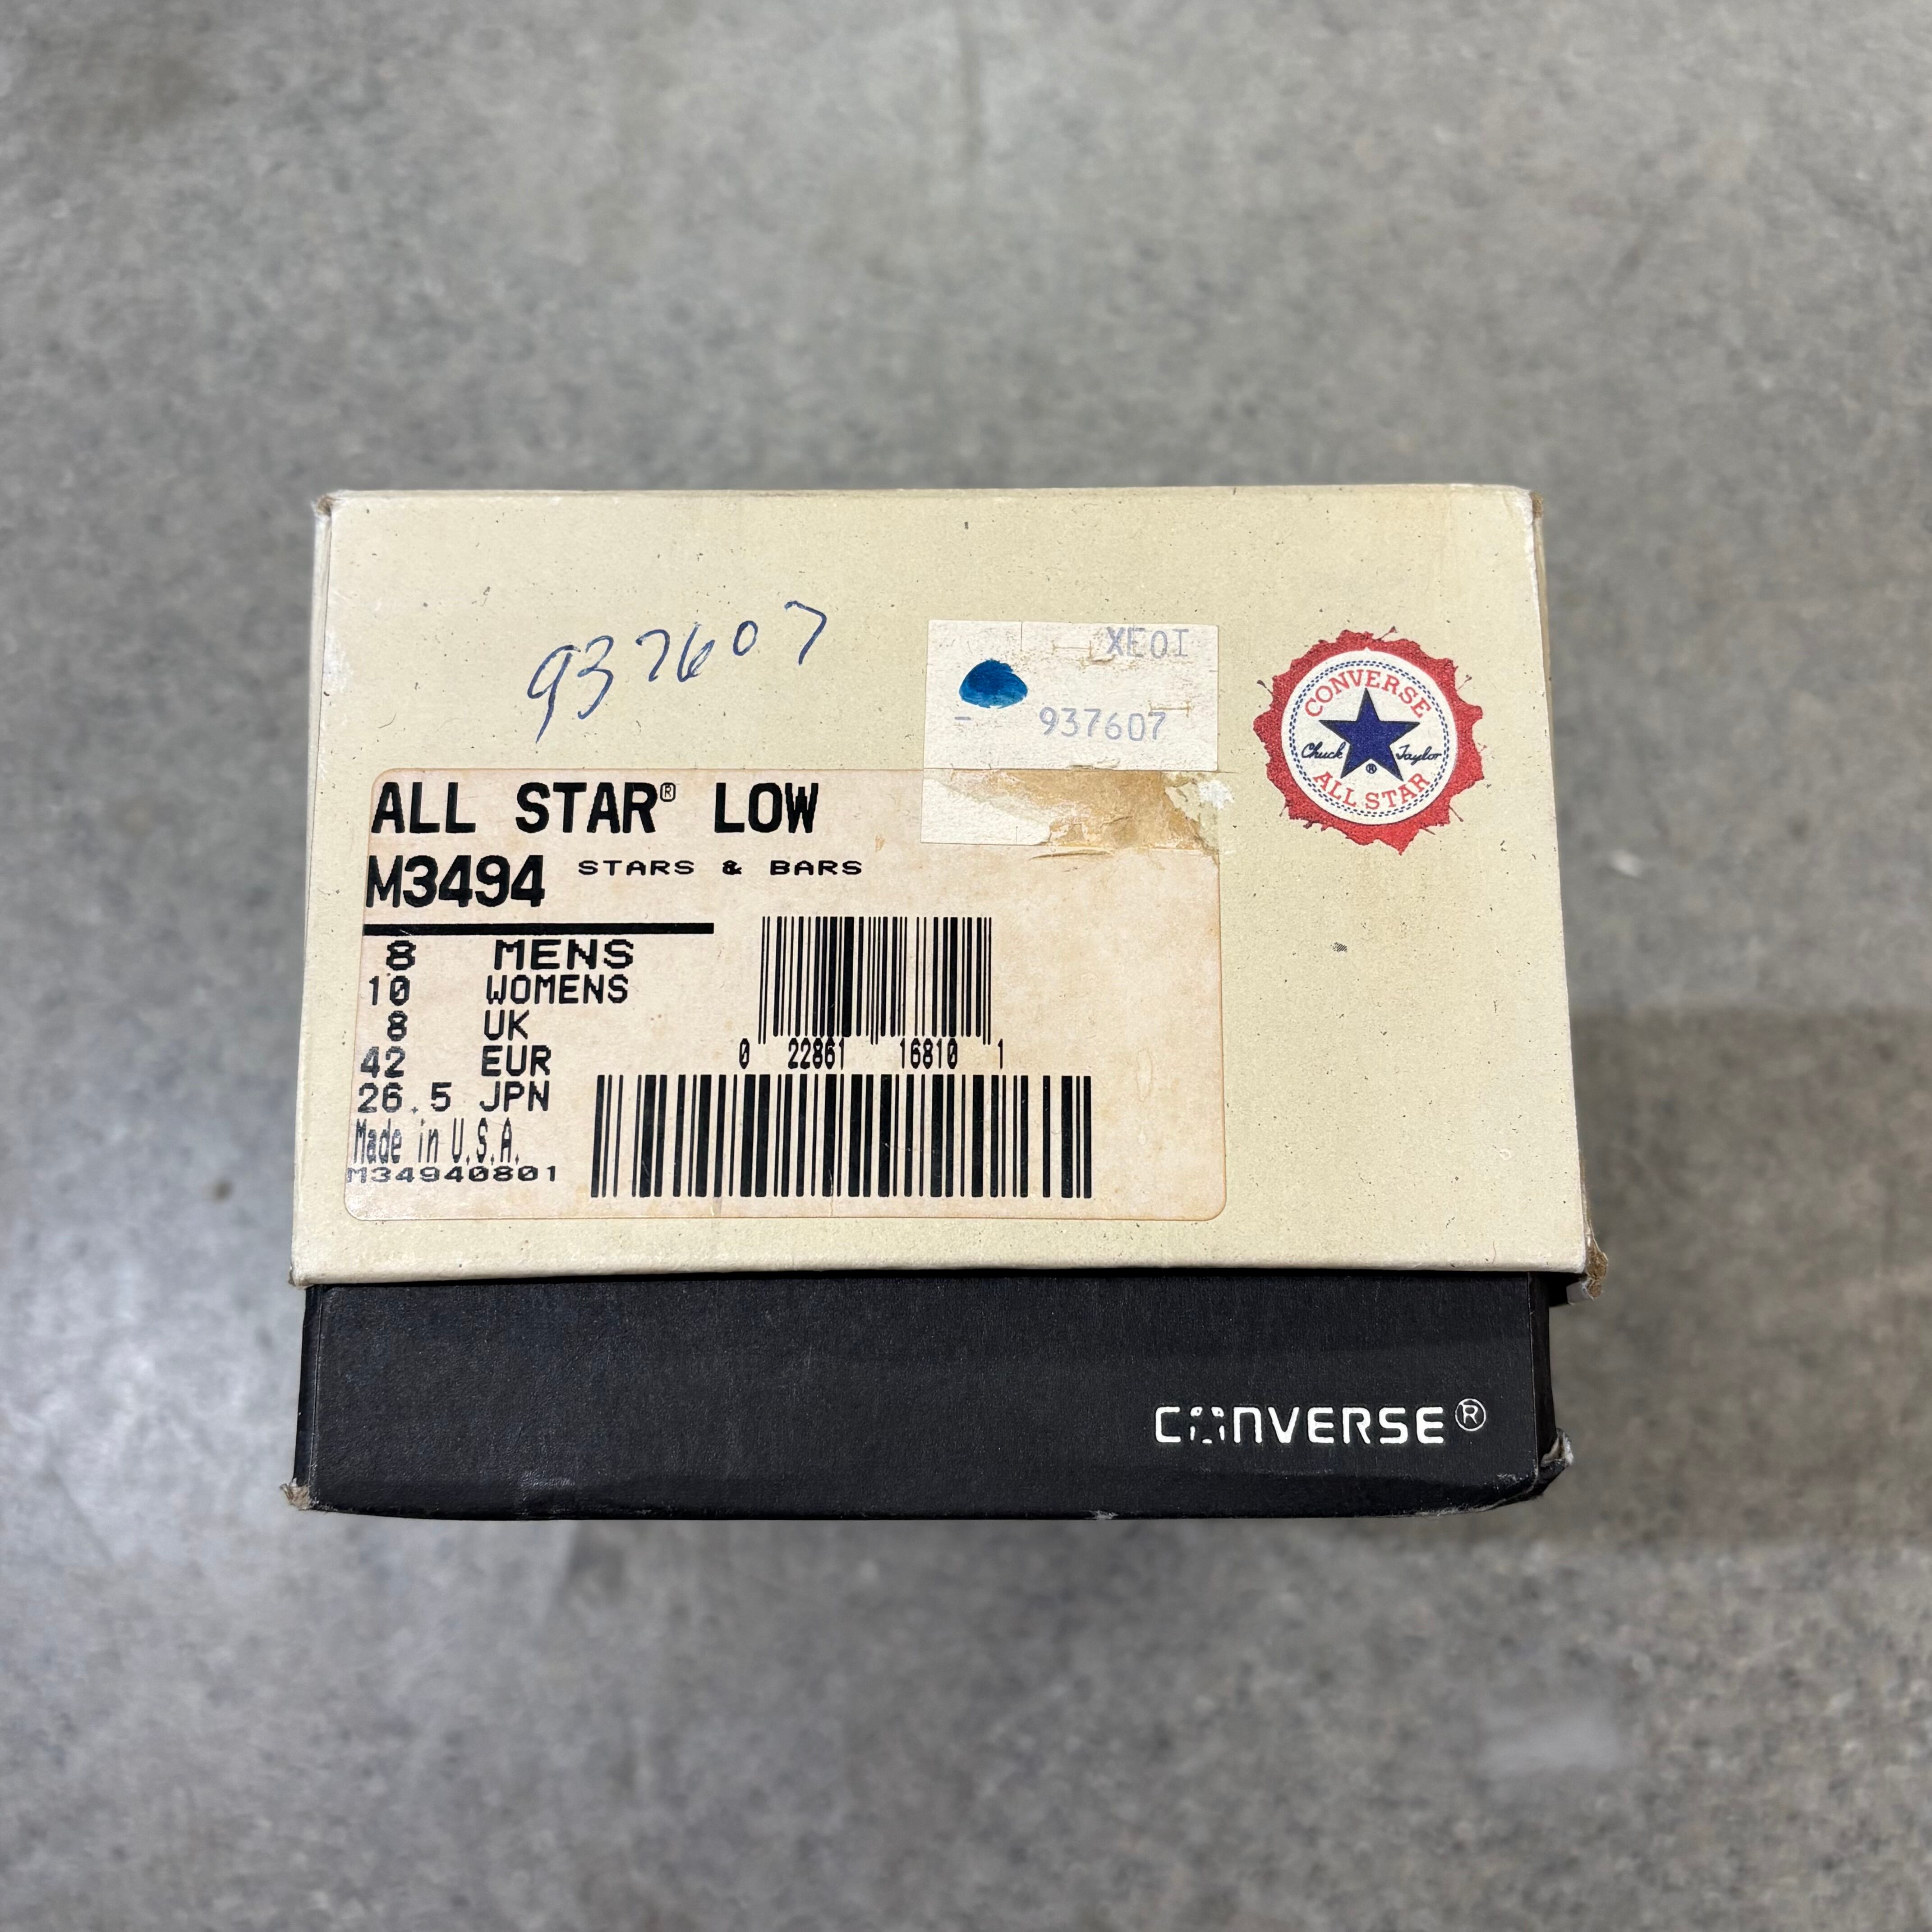 937607
XEOI
- 937607
CONVERSE
Chuck Taylor
®
ALL STAR
ALL STAR® LOW
M3494 STARS & BARS
8 MENS
10 WOMENS
8 UK
42 EUR
26.5 JPN
Made in U.S.A.
M34940801
0 22861 16810 1
CONVERSE®